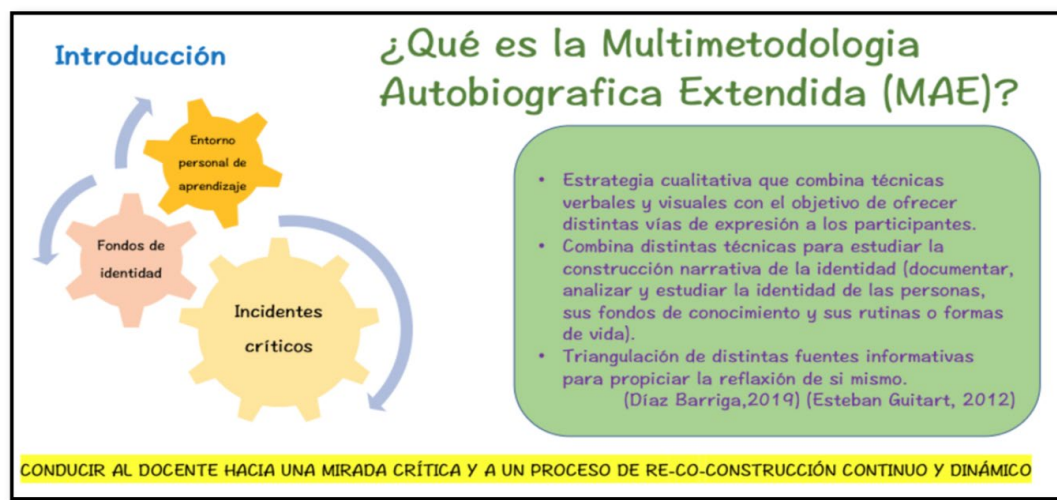 Introducción
¿Qué es la Multimetodologia
Autobiografica Extendida (MAE)?
Entorno
personal de
aprendizaje
Fondos de
identidad
Incidentes
críticos
• Estrategia cualitativa que combina técnicas
verbales y visuales con el objetivo de ofrecer
distintas vías de expresión a los participantes.
• Combina distintas técnicas para estudiar la
construcción narrativa de la identidad (documentar,
analizar y estudiar la identidad de las personas,
sus fondos de conocimiento y sus rutinas o formas
de vida).
• Triangulación de distintas fuentes informativas
para propiciar la reflaxión de si mismo.
(Díaz Barriga,2019) (Esteban Guitart, 2012)
CONDUCIR AL DOCENTE HACIA UNA MIRADA CRÍTICA Y A UN PROCESO DE RE-CO-CONSTRUCCIÓN CONTINUO Y DINÁMICO